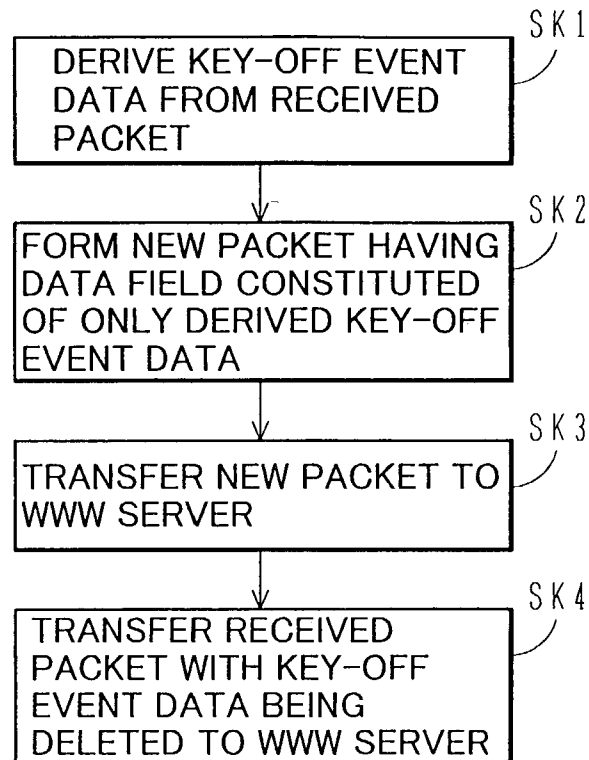 SK1
DERIVE KEY-OFF EVENT
DATA FROM RECEIVED
PACKET
SK2
FORM NEW PACKET HAVING
DATA FIELD CONSTITUTED
OF ONLY DERIVED KEY-OFF
EVENT DATA
SK3
TRANSFER NEW PACKET TO
WWW SERVER
SK4
TRANSFER RECEIVED
PACKET WITH KEY-OFF
EVENT DATA BEING
DELETED TO WWW SERVER